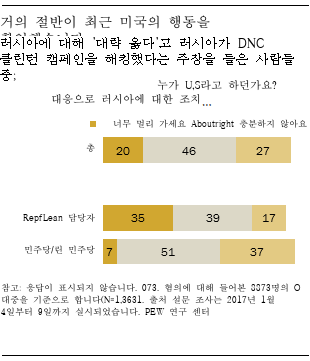 거의 절반이 최근 미국의 행동을
러시아에 대해 '대략 옳다'고 러시아가 DNC
클린턴 캠페인을 해킹했다는 주장을 들은 사람들
중;
누가 U,S라고 하던가요?
대응으로 러시아에 대한 조치...
너무 멀리 가세요 Aboutright 충분하지 않아요
총
20 46 27
RepfLean 담당자
35 39 17
민주당/린 민주당
7 51 37
참고: 응답이 표시되지 않습니다. 073. 혐의에 대해 들어본 8873명의 O
대중을 기준으로 합니다(N=1,3631. 출처 설문 조사는 2017년 1월
4일부터 9일까지 실시되었습니다. PEW 연구 센터